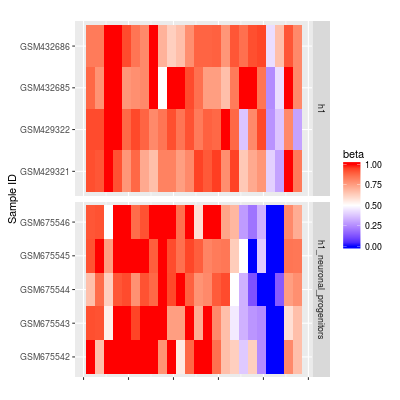 Sample ID
GSM432686
GSM432685
GSM429322
GSM429321
h1
GSM675546
GSM675545
GSM675544
GSM675543
GSM675542
h1_neuronal_progenitors
beta
1.00
0.75
0.50
0.25
0.00